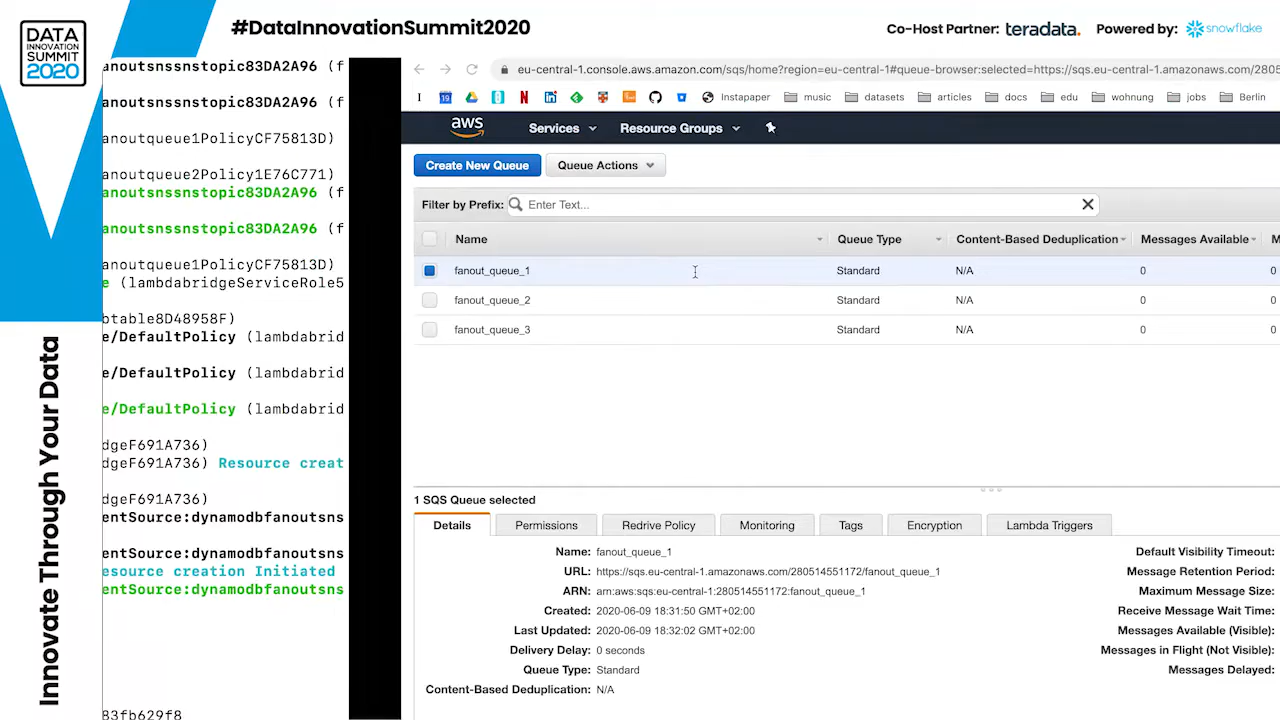 #DataInnovationSummit2020
Co-Host Partner: teradata.
Powered by: snowflake
DATA
INNOVATION
SUMMIT
2020
Innovate Through Your Data
anoutsnssnstopic83DA2A96 (f
anoutsnssnstopic83DA2A96 (f
anoutqueue1PolicyCF75813D)
anoutqueue2Policy1E76C771)
anoutsnssnstopic83DA2A96 (f
anoutsnssnstopic83DA2A96 (f
anoutqueue1PolicyCF75813D)
e (lambdabridgeServiceRole5
btable8D48958F)
e/DefaultPolicy (lambdabrid
e/DefaultPolicy (lambdabrid
e/DefaultPolicy (lambdabrid
dgeF691A736)
dgeF691A736) Resource creat
dgeF691A736)
entSource:dynamodbfanoutsns
entSource:dynamodbfanoutsns
esource creation Initiated
entSource:dynamodbfanoutsns
83fb629f8
eu-central-1.console.aws.amazon.com/sqs/home?region=eu-central-1#queue-browser:selected=https://sqs.eu-central-1.amazonaws.com/2805
Instapaper music datasets articles docs edu wohnung jobs Berlin
aws Services Resource Groups
Create New Queue Queue Actions
Filter by Prefix: Enter Text...
Name Queue Type Content-Based Deduplication Messages Available M
fanout_queue_1 Standard N/A 0 0
fanout_queue_2 Standard N/A 0 0
fanout_queue_3 Standard N/A 0 0
1 SQS Queue selected
Details Permissions Redrive Policy Monitoring Tags Encryption Lambda Triggers
Name: fanout_queue_1 Default Visibility Timeout:
URL: https://sqs.eu-central-1.amazonaws.com/280514551172/fanout_queue_1 Message Retention Period:
ARN: arn:aws:sqs:eu-central-1:280514551172:fanout_queue_1 Maximum Message Size:
Created: 2020-06-09 18:31:50 GMT+02:00 Receive Message Wait Time:
Last Updated: 2020-06-09 18:32:02 GMT+02:00 Messages Available (Visible):
Delivery Delay: 0 seconds Messages in Flight (Not Visible):
Queue Type: Standard Messages Delayed:
Content-Based Deduplication: N/A